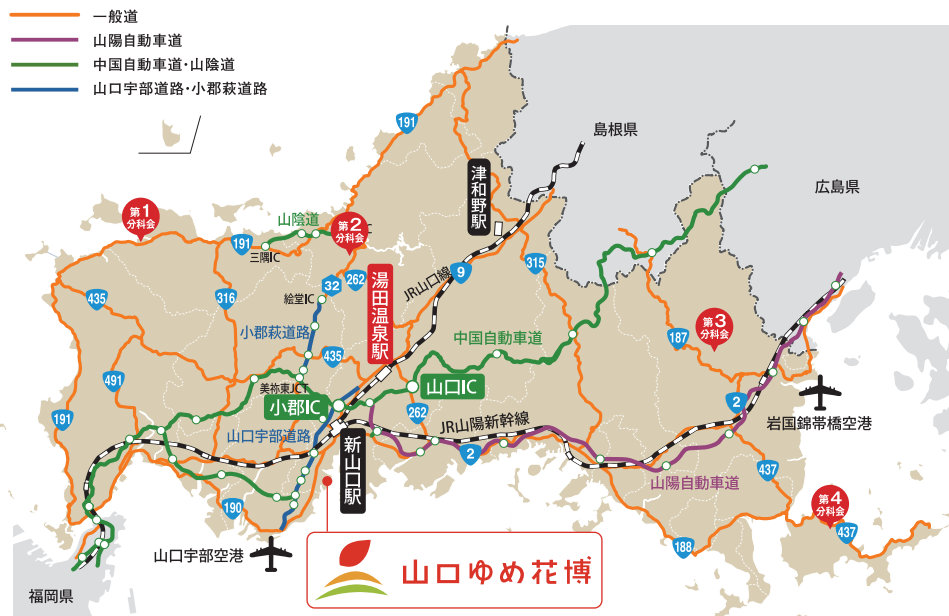 一般道
山陽自動車道
中国自動車道・山陰道
山口宇部道路・小郡萩道路
191
島根県
広島県
津和野駅
第1
分科会
山陰道
第2
分科会
191
三隅IC
32
262
9
315
JR山口線
435
316
絵堂IC
湯田温泉駅
小郡萩道路
435
中国自動車道
187
第3
分科会
491
美祢東JCT
山口IC
小郡IC
262
2
岩国錦帯橋空港
191
山口宇部道路
新山口駅
JR山陽新幹線
2
山陽自動車道
437
190
第4
分科会
437
188
山口宇部空港
山口ゆめ花博
福岡県